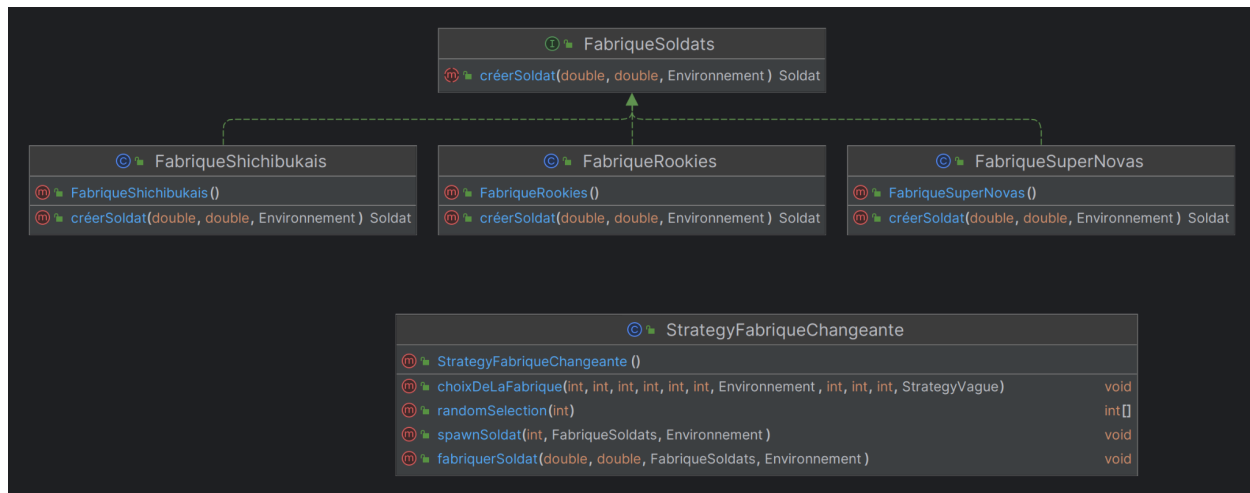 FabriqueSoldats
créerSoldat(double, double, Environnement) Soldat
FabriqueShichibukais
FabriqueShichibukais()
créerSoldat(double, double, Environnement) Soldat
FabriqueRookies
FabriqueRookies()
créerSoldat(double, double, Environnement) Soldat
FabriqueSuperNovas
FabriqueSuperNovas()
créerSoldat(double, double, Environnement) Soldat
StrategyFabriqueChangeante
StrategyFabriqueChangeante()
choixDeLaFabrique(int, int, int, int, int, int, Environnement, int, int, int, StrategyVague) void
randomSelection(int) int[]
spawnSoldat(int, FabriqueSoldats, Environnement) void
fabriquerSoldat(double, double, FabriqueSoldats, Environnement) void